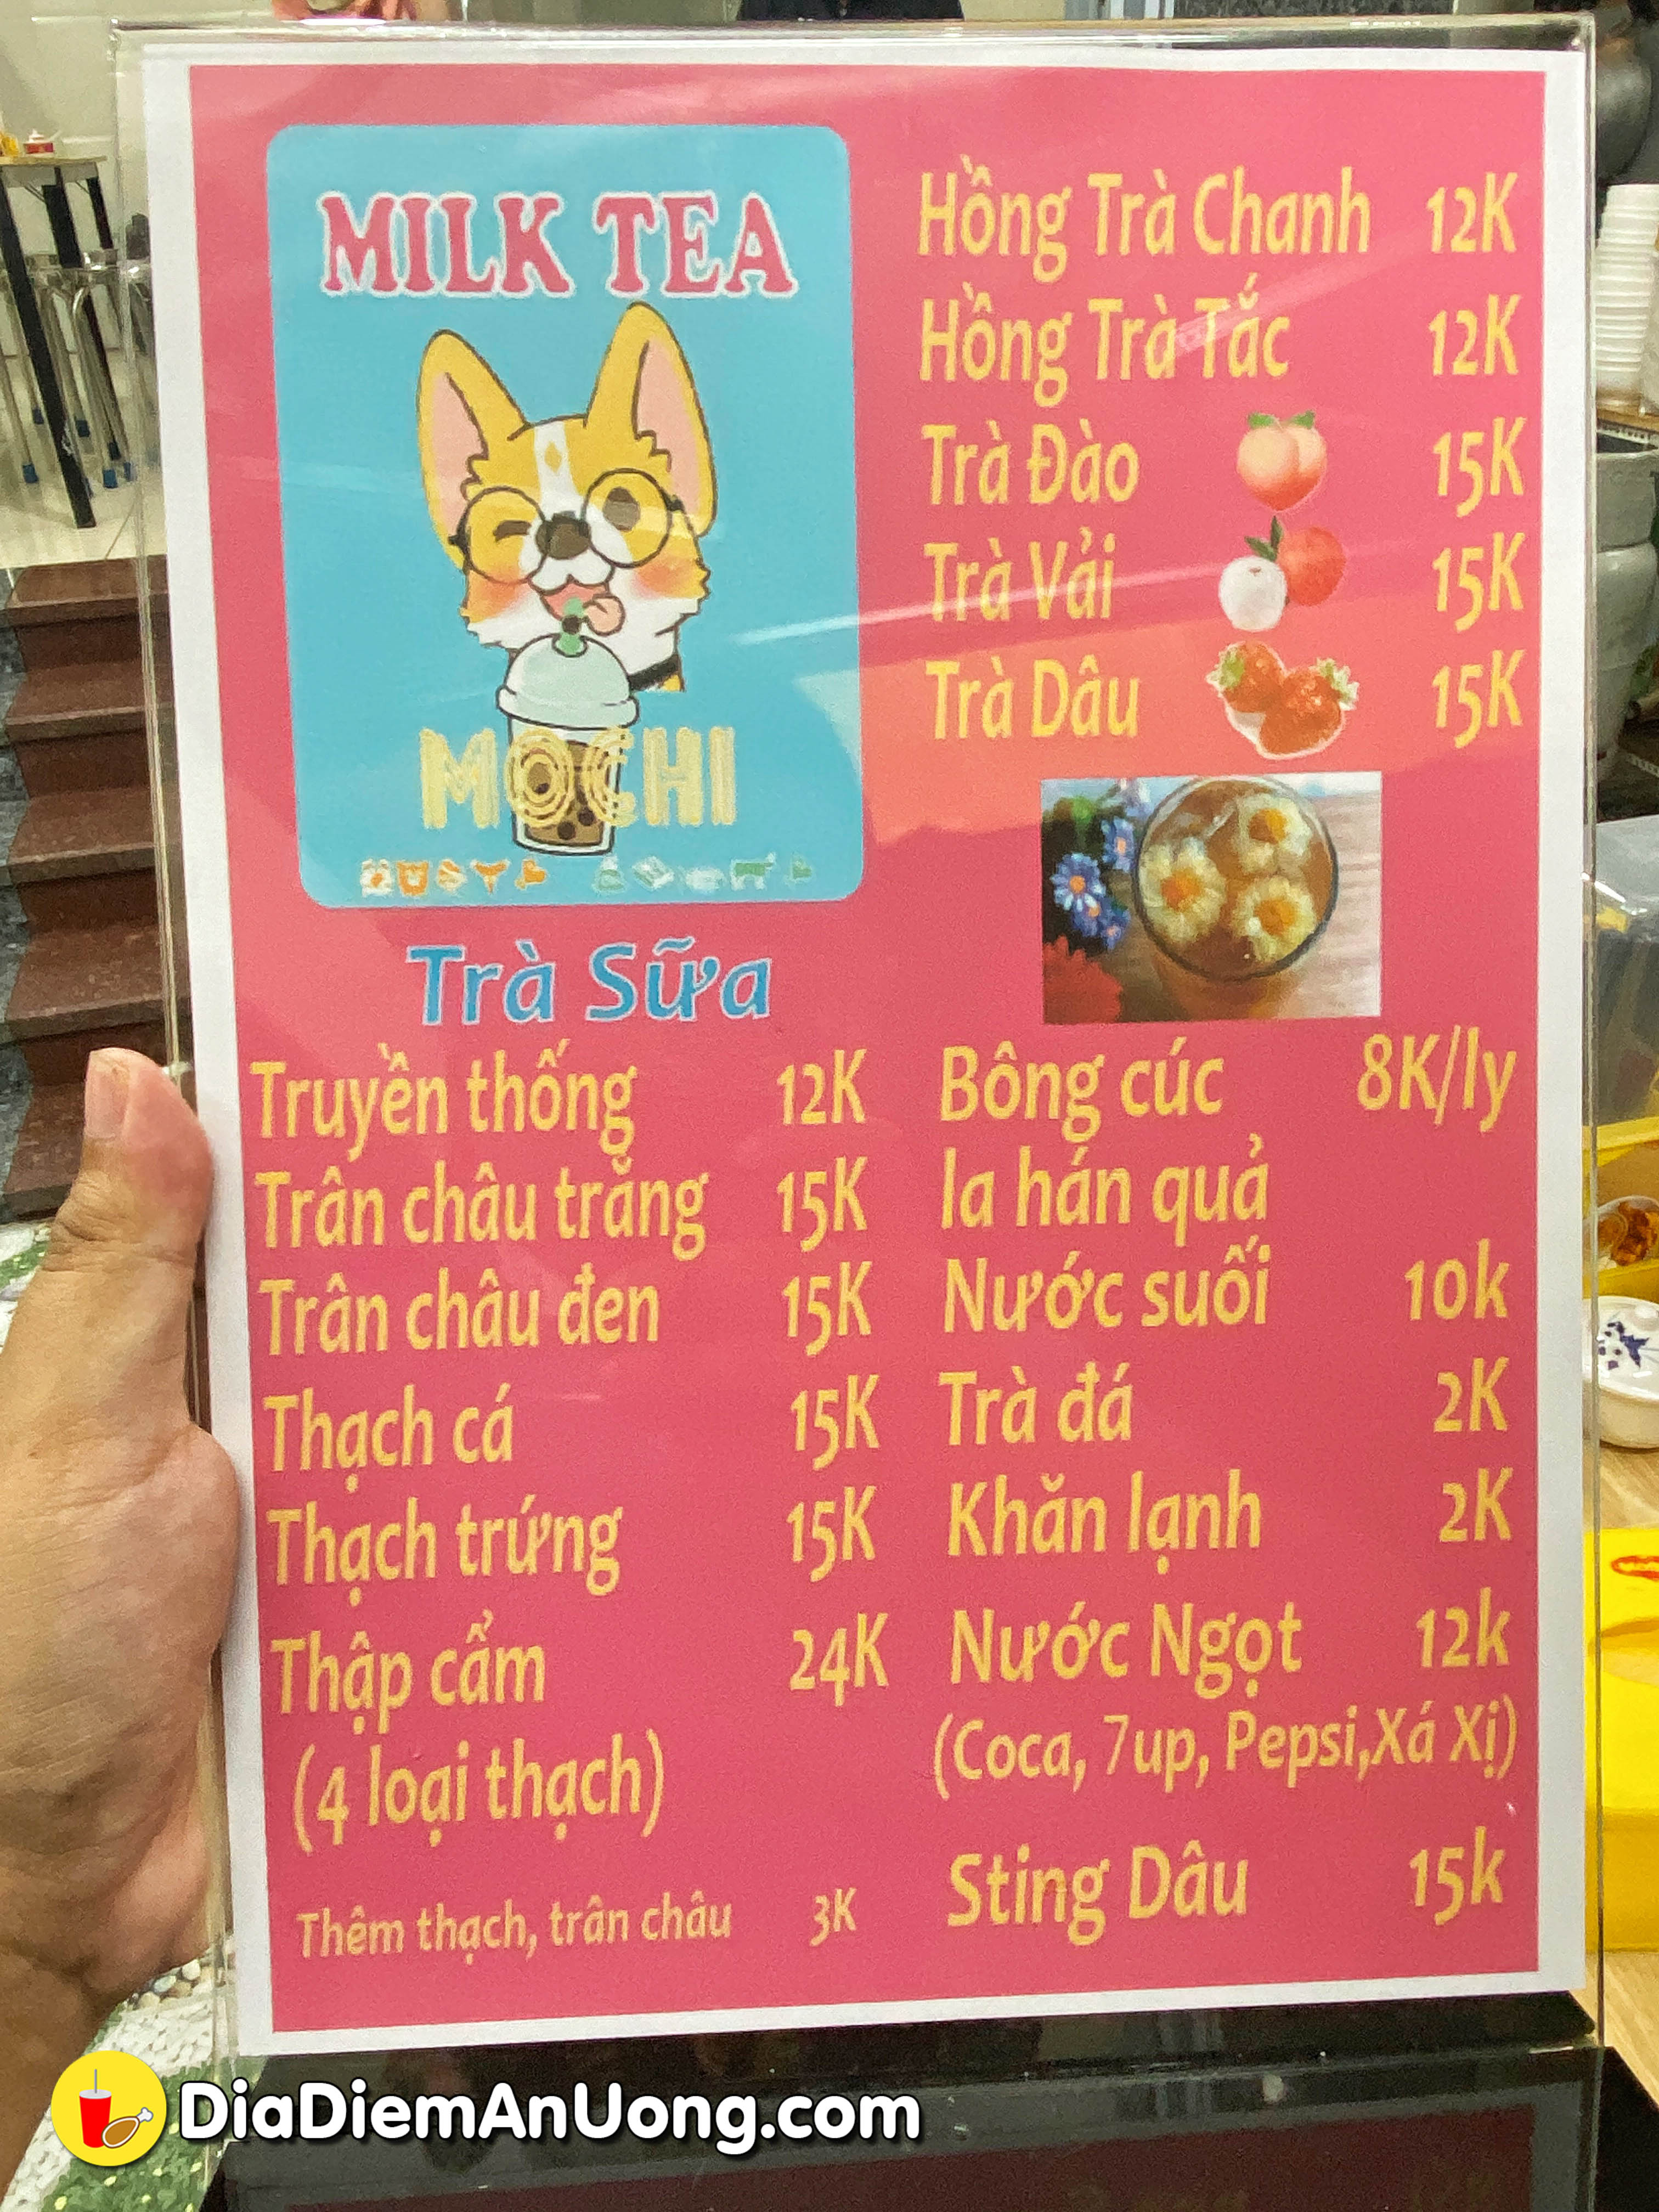 MILK TEA
MOCHI
Trà Sữa
Truyền thống 12K
Trân châu trắng 15K
Trân châu đen 15K
Thạch cá 15K
Thạch trứng 15K
Thập cẩm 24K
(4 loại thạch)
Thêm thạch, trân châu 3K
Hồng Trà Chanh 12K
Hồng Trà Tắc 12K
Trà Đào 15K
Trà Vải 15K
Trà Dâu 15K
Bông cúc 8K/ly
la hán quả
Nước suối 10k
Trà đá 2K
Khăn lạnh 2K
Nước Ngọt 12k
(Coca, 7up, Pepsi,Xá Xị)
Sting Dâu 15k
DiaDiemAnUong.com